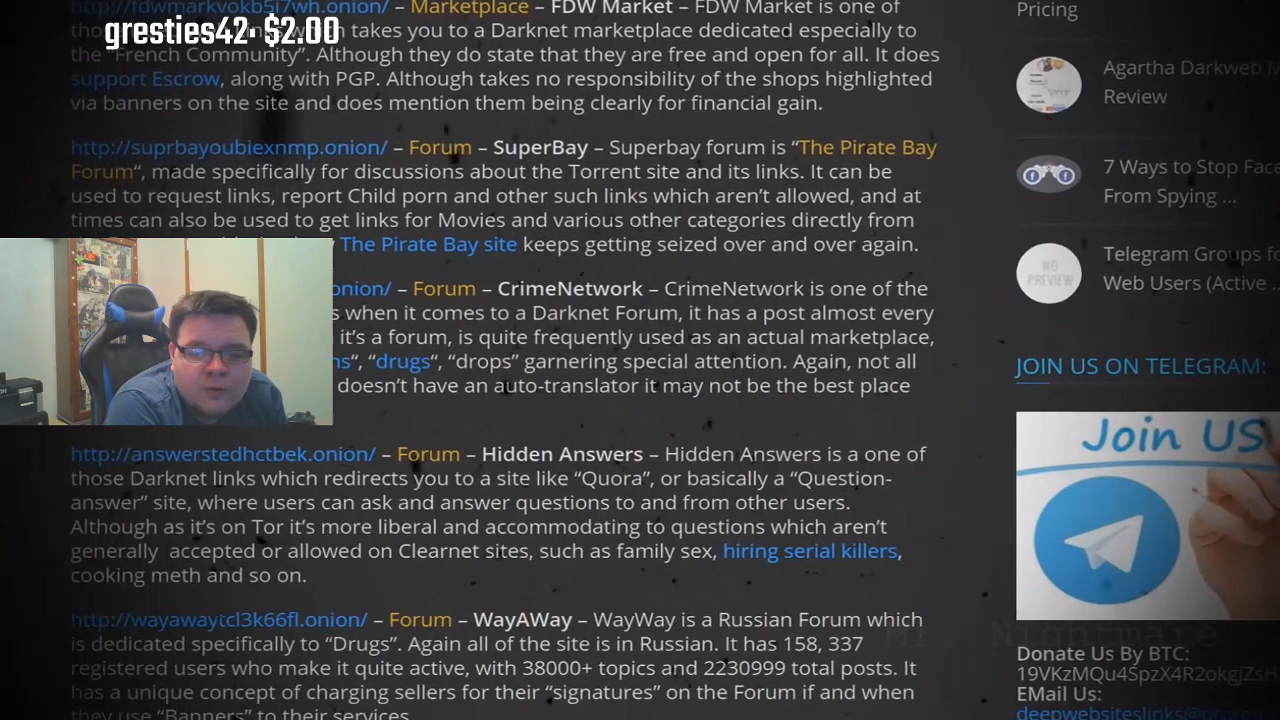 http://fdwmarkvokb5i7wh.onion/ – Marketplace – FDW Market – FDW Market is one of
takes you to a Darknet marketplace dedicated especially to
gresties42• $2.00
the “French Community”. Although they do state that they are free and open for all. It does
support Escrow, along with PGP. Although takes no responsibility of the shops highlighted
via banners on the site and does mention them being clearly for financial gain.
http://suprbayoubiexnmp.onion/ – Forum – SuperBay – Superbay forum is “The Pirate Bay
Forum“, made specifically for discussions about the Torrent site and its links. It can be
used to request links, report Child porn and other such links which aren’t allowed, and at
times can also be used to get links for Movies and various other categories directly from
The Pirate Bay site keeps getting seized over and over again.
onion/ – Forum – CrimeNetwork – CrimeNetwork is one of the
s when it comes to a Darknet Forum, it has a post almost every
it’s a forum, is quite frequently used as an actual marketplace,
ns“, “drugs“, “drops” garnering special attention. Again, not all
doesn’t have an auto-translator it may not be the best place
http://answerstedhctbek.onion/ – Forum – Hidden Answers – Hidden Answers is a one of
those Darknet links which redirects you to a site like “Quora”, or basically a “Question-
answer” site, where users can ask and answer questions to and from other users.
Although as it’s on Tor it’s more liberal and accommodating to questions which aren’t
generally accepted or allowed on Clearnet sites, such as family sex, hiring serial killers,
cooking meth and so on.
http://wayawaytcl3k66fl.onion/ – Forum – WayAWay – WayWay is a Russian Forum which
is dedicated specifically to “Drugs”. Again all of the site is in Russian. It has 158, 337
registered users who make it quite active, with 38000+ topics and 2230999 total posts. It
has a unique concept of charging sellers for their “signatures” on the Forum if and when
they use “Banners” to their services.
Pricing
Agartha Darkweb M
Review
7 Ways to Stop Face
From Spying ...
NO
PREVIEW
Telegram Groups fo
Web Users (Active ...
JOIN US ON TELEGRAM:
Join US
Mr. Nightmare
Donate Us By BTC:
19VKzMQu4SpzX4R2okgjZsH
EMail Us:
deepwebsiteslinks@